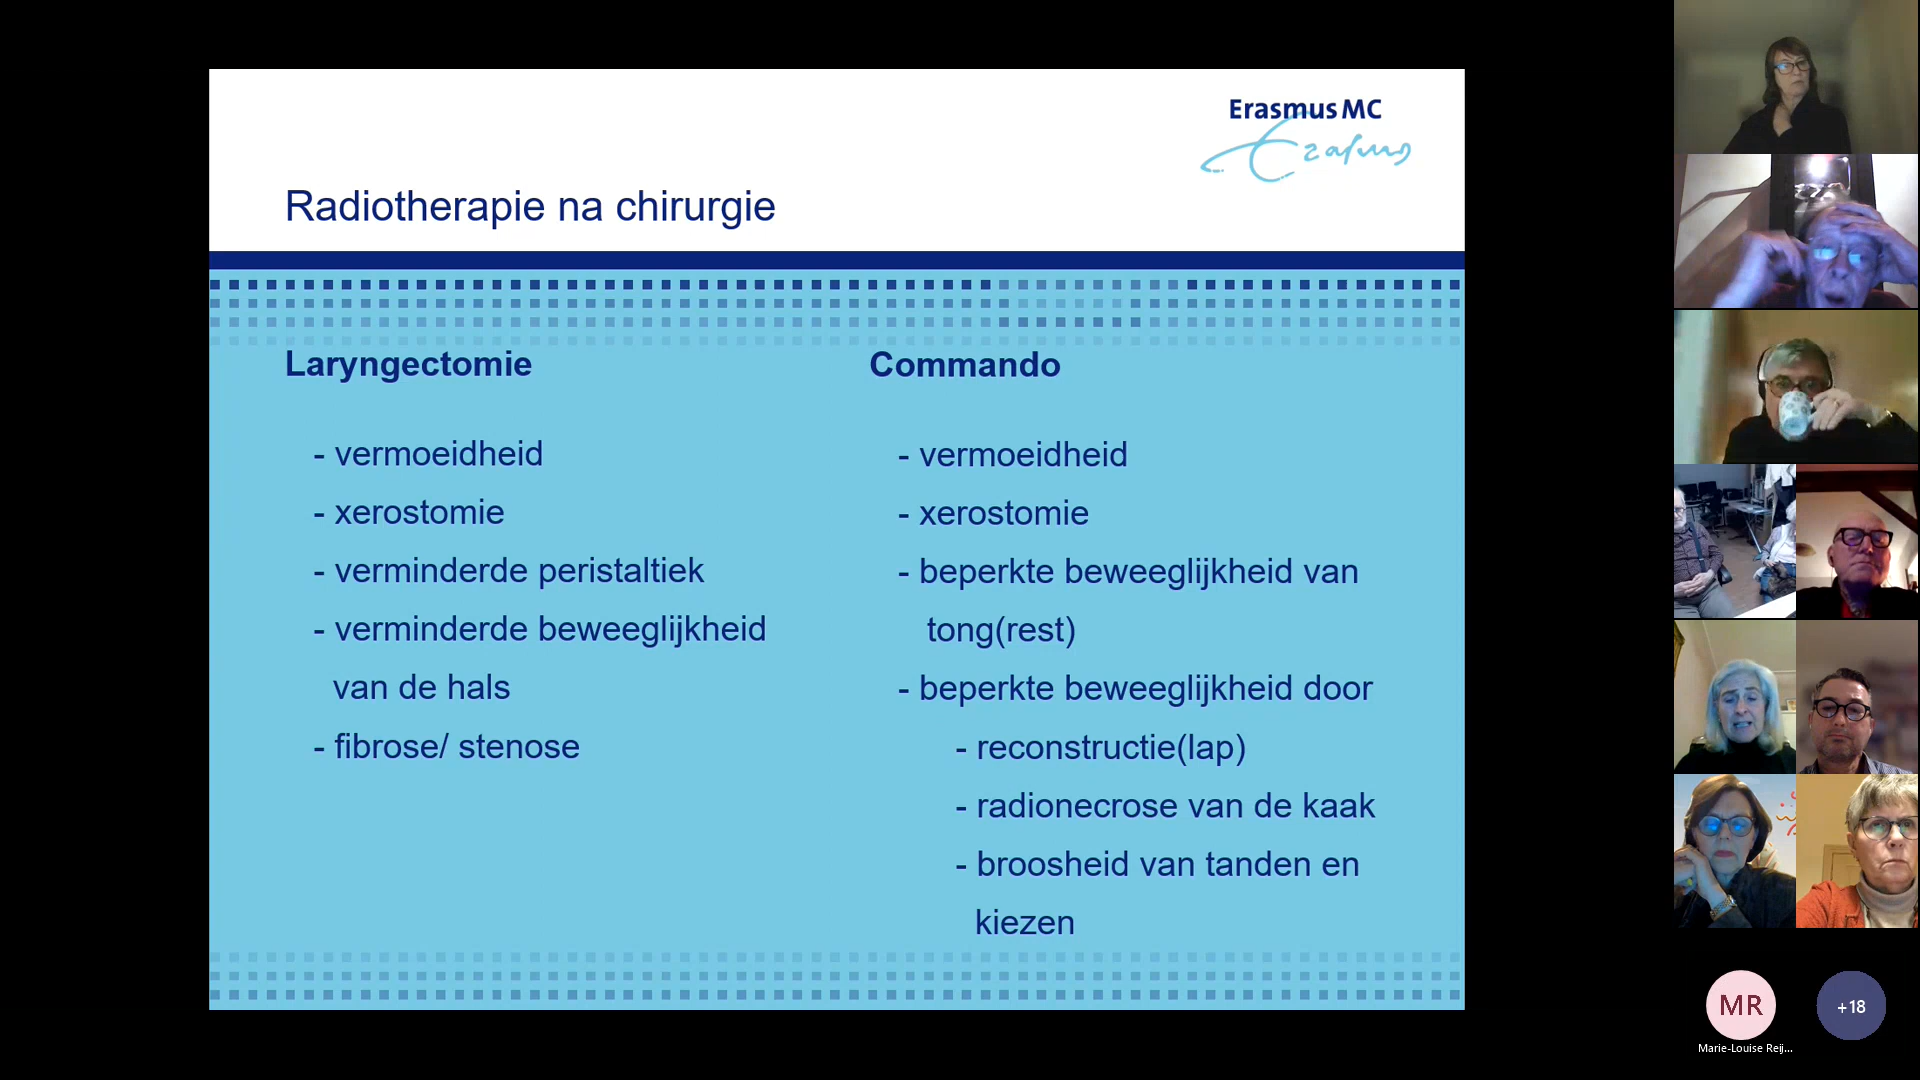 Erasmus MC
Erasmus
Radiotherapie na chirurgie
Laryngectomie
- vermoeidheid
- xerostomie
- verminderde peristaltiek
- verminderde beweeglijkheid
van de hals
- fibrose/ stenose
Commando
- vermoeidheid
- xerostomie
- beperkte beweeglijkheid van
tong(rest)
- beperkte beweeglijkheid door
- reconstructie(lap)
- radionecrose van de kaak
- broosheid van tanden en
kiezen
MR
+18
Marie-Louise Reij...